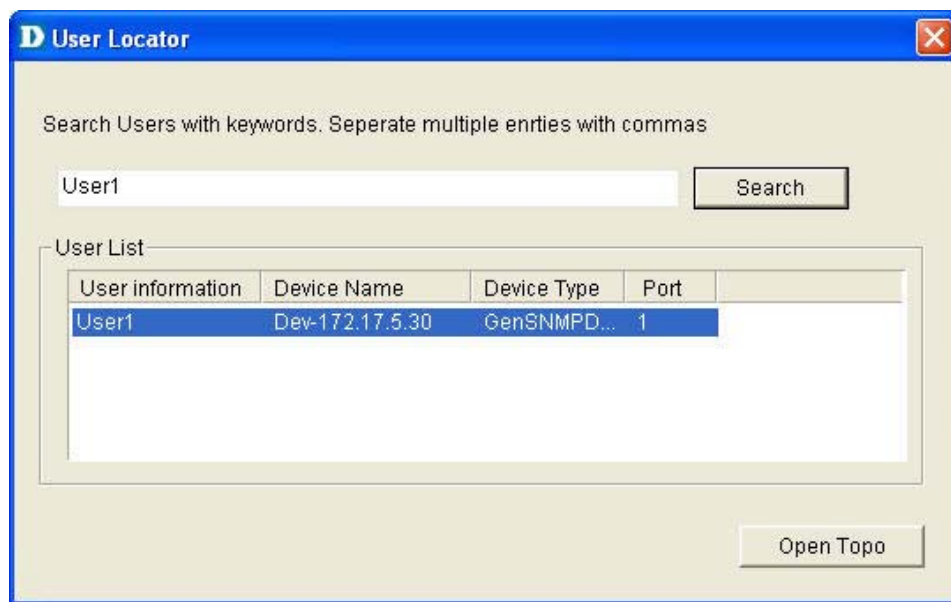 D User Locator
Search Users with keywords. Seperate multiple enrties with commas
User1
Search
User List
User information Device Name Device Type Port
User1 Dev-172.17.5.30 GenSNMPD... 1
Open Topo